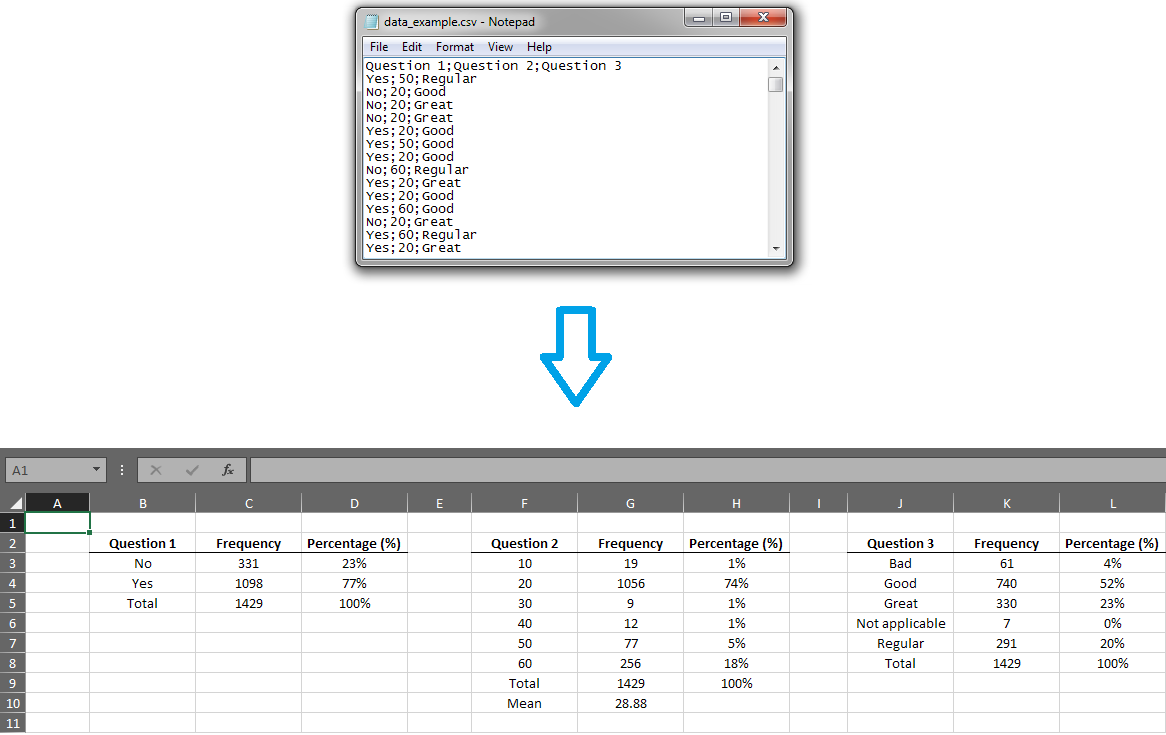 data_example.csv - Notepad
File Edit Format View Help
Question 1;Question 2;Question 3
Yes;50;Regular
No;20;Good
No;20;Great
No;20;Great
Yes;20;Good
Yes;50;Good
Yes;20;Good
No;60;Regular
Yes;20;Great
Yes;20;Good
Yes;60;Good
No;20;Great
Yes;60;Regular
Yes;20;Great
A1 fx
A B C D E F G H I J K L
1
2 Question 1 Frequency Percentage (%) Question 2 Frequency Percentage (%) Question 3 Frequency Percentage (%)
3 No 331 23% 10 19 1% Bad 61 4%
4 Yes 1098 77% 20 1056 74% Good 740 52%
5 Total 1429 100% 30 9 1% Great 330 23%
6 40 12 1% Not applicable 7 0%
7 50 77 5% Regular 291 20%
8 60 256 18% Total 1429 100%
9 Total 1429 100%
10 Mean 28.88
11